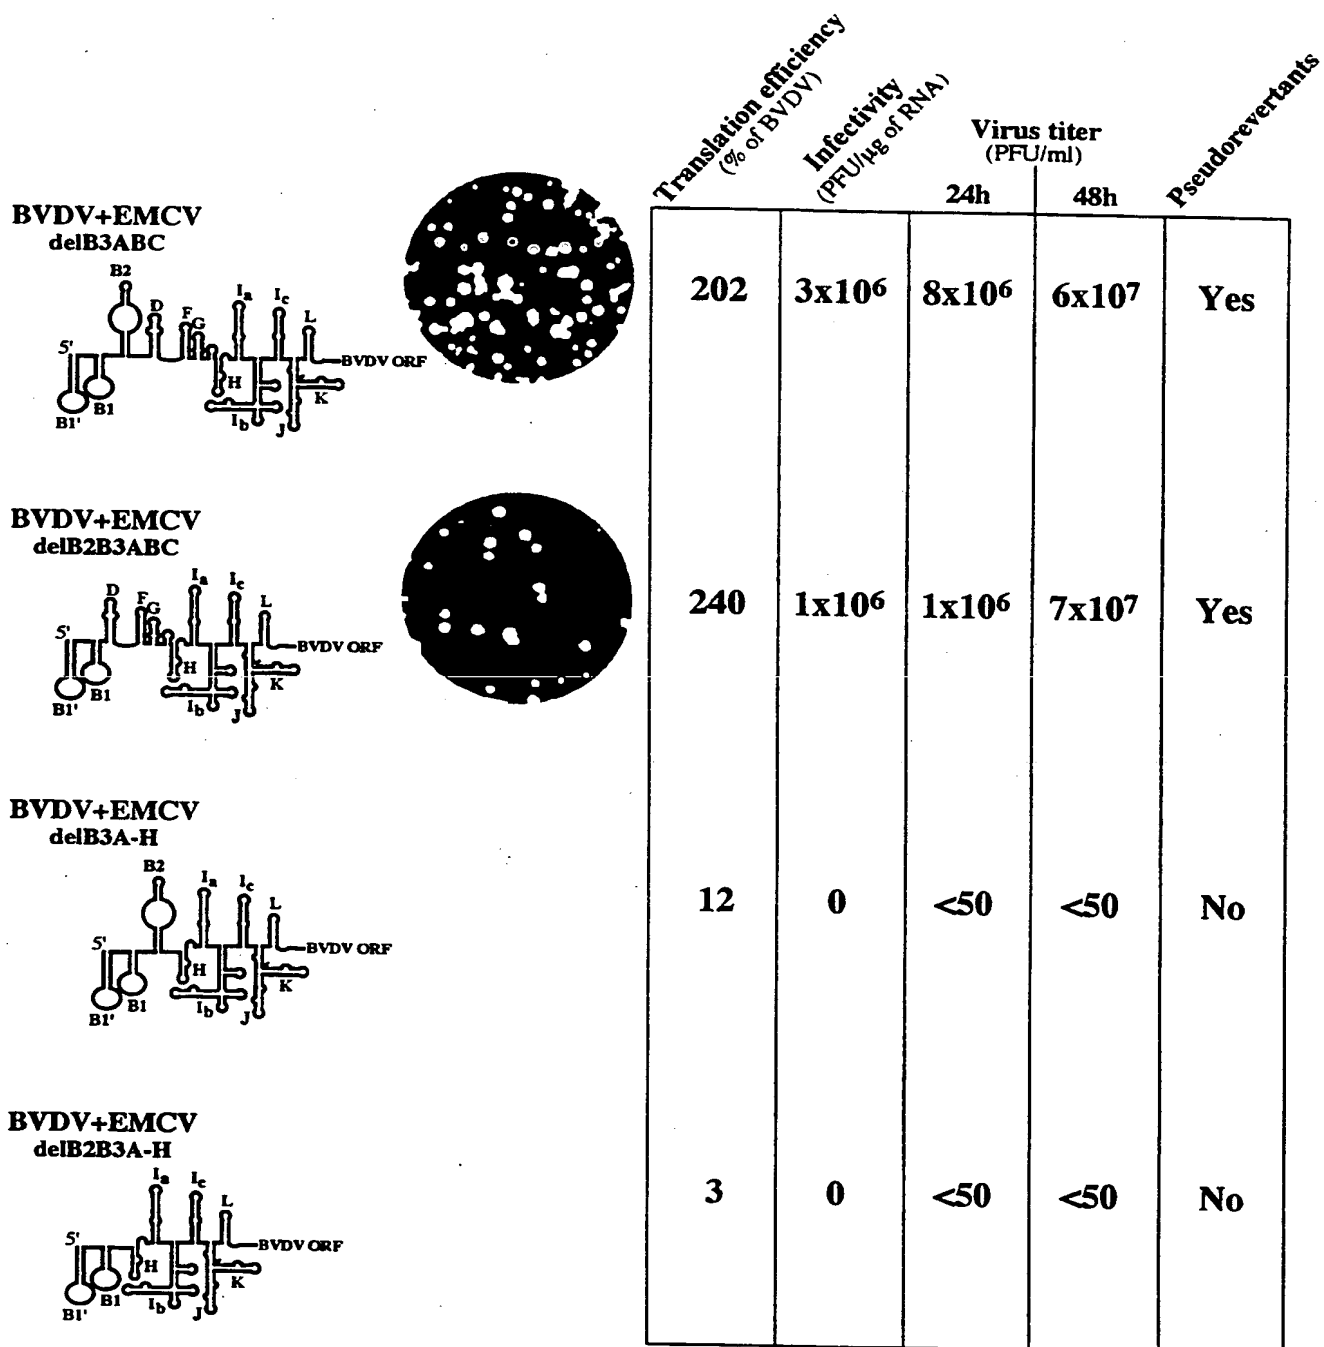 Translation efficiency
(% of BVDV)
Infectivity
(PFU/µg of RNA)
Virus titer
(PFU/ml)
24h
48h
Pseudorevertants
BVDV+EMCV
delB3ABC
B2
D
F
G
Ia
Ic
L
5'
BVDV ORF
H
K
B1
B1'
Ib
J
202
3x10⁶
8x10⁶
6x10⁷
Yes
BVDV+EMCV
delB2B3ABC
D
F
G
Ia
Ic
L
5'
BVDV ORF
H
K
B1
B1'
Ib
J
240
1x10⁶
1x10⁶
7x10⁷
Yes
BVDV+EMCV
delB3A-H
B2
Ia
Ic
L
5'
BVDV ORF
H
K
B1
B1'
Ib
J
12
0
<50
<50
No
BVDV+EMCV
delB2B3A-H
Ia
Ic
L
5'
BVDV ORF
H
K
B1
B1'
Ib
J
3
0
<50
<50
No